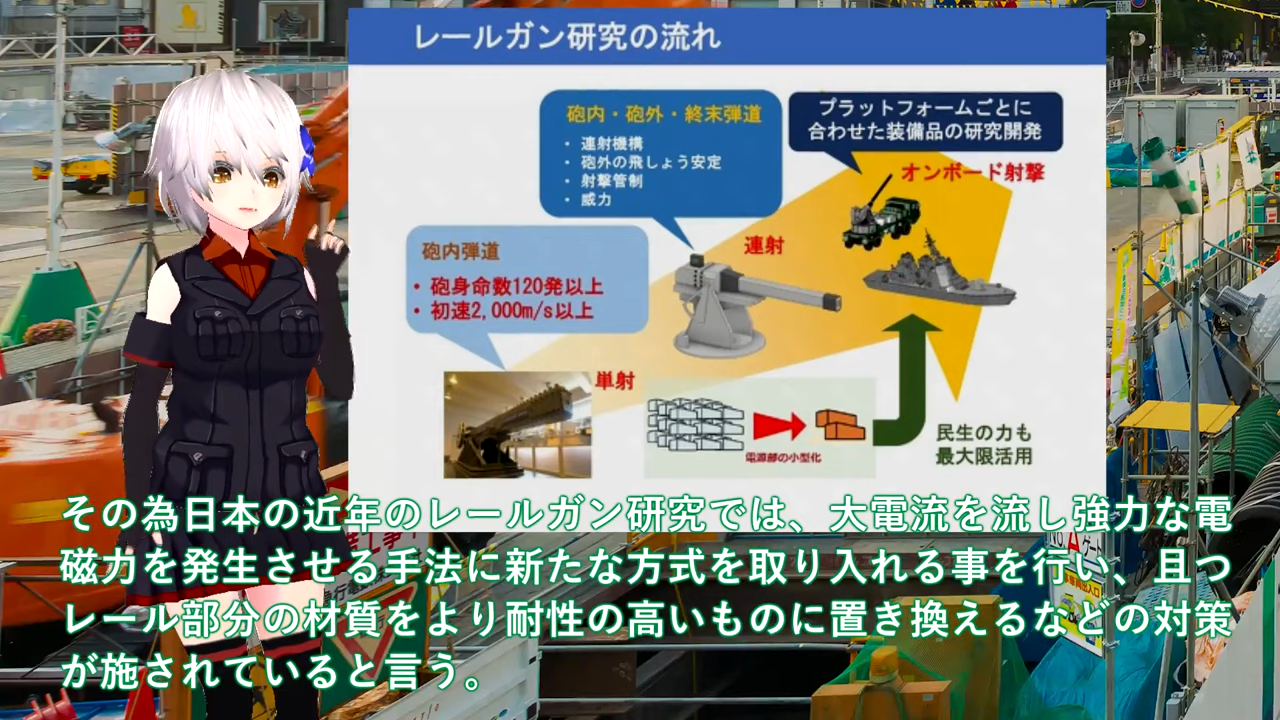 レールガン研究の流れ
砲内・砲外・終末弾道
・ 連射機構
・ 砲外の飛しょう安定
・ 射撃管制
・ 威力
プラットフォームごとに
合わせた装備品の研究開発
オンボード射撃
連射
砲内弾道
・ 砲身命数120発以上
・ 初速2,000m/s以上
単射
電源部の小型化
民生の力も
最大限活用
その為日本の近年のレールガン研究では、大電流を流し強力な電
磁力を発生させる手法に新たな方式を取り入れる事を行い、且つ
レール部分の材質をより耐性の高いものに置き換えるなどの対策
が施されていると言う。